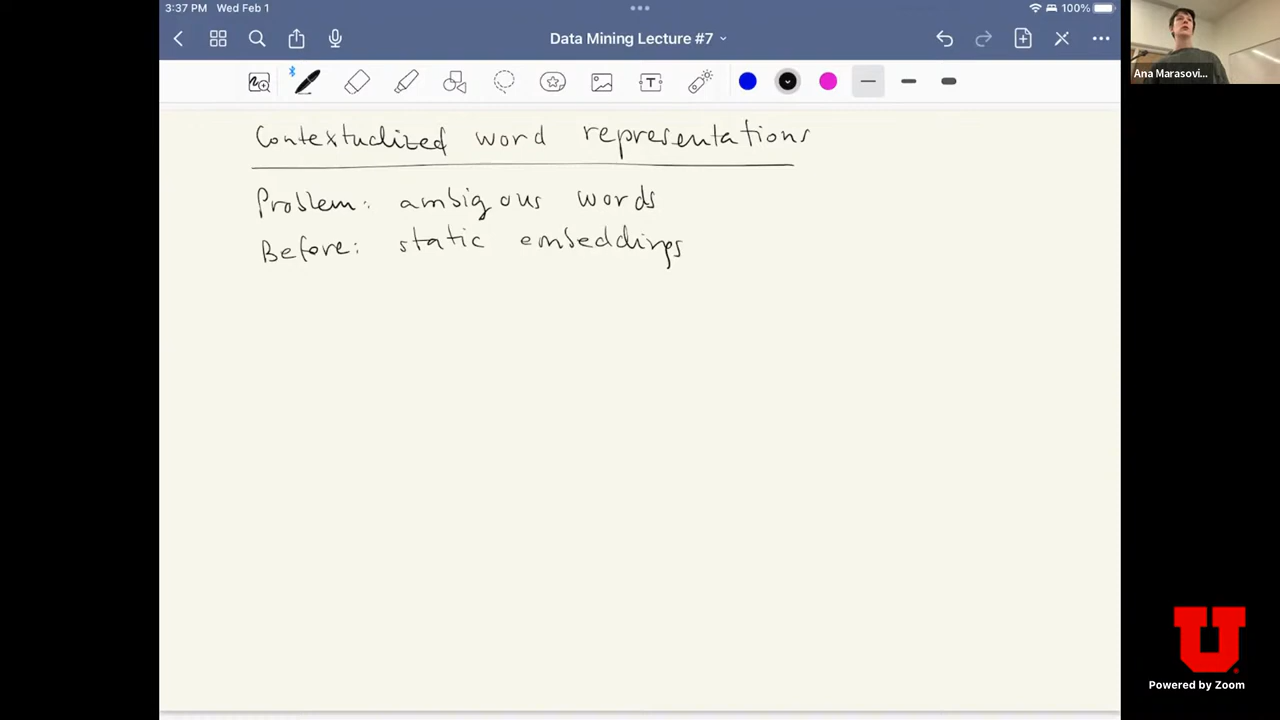 3:37 PM Wed Feb 1
100%
Data Mining Lecture #7
T
Ana Marasovi...
Contextualized word representations
Problem: ambigous words
Before: static embeddings
U
Powered by Zoom